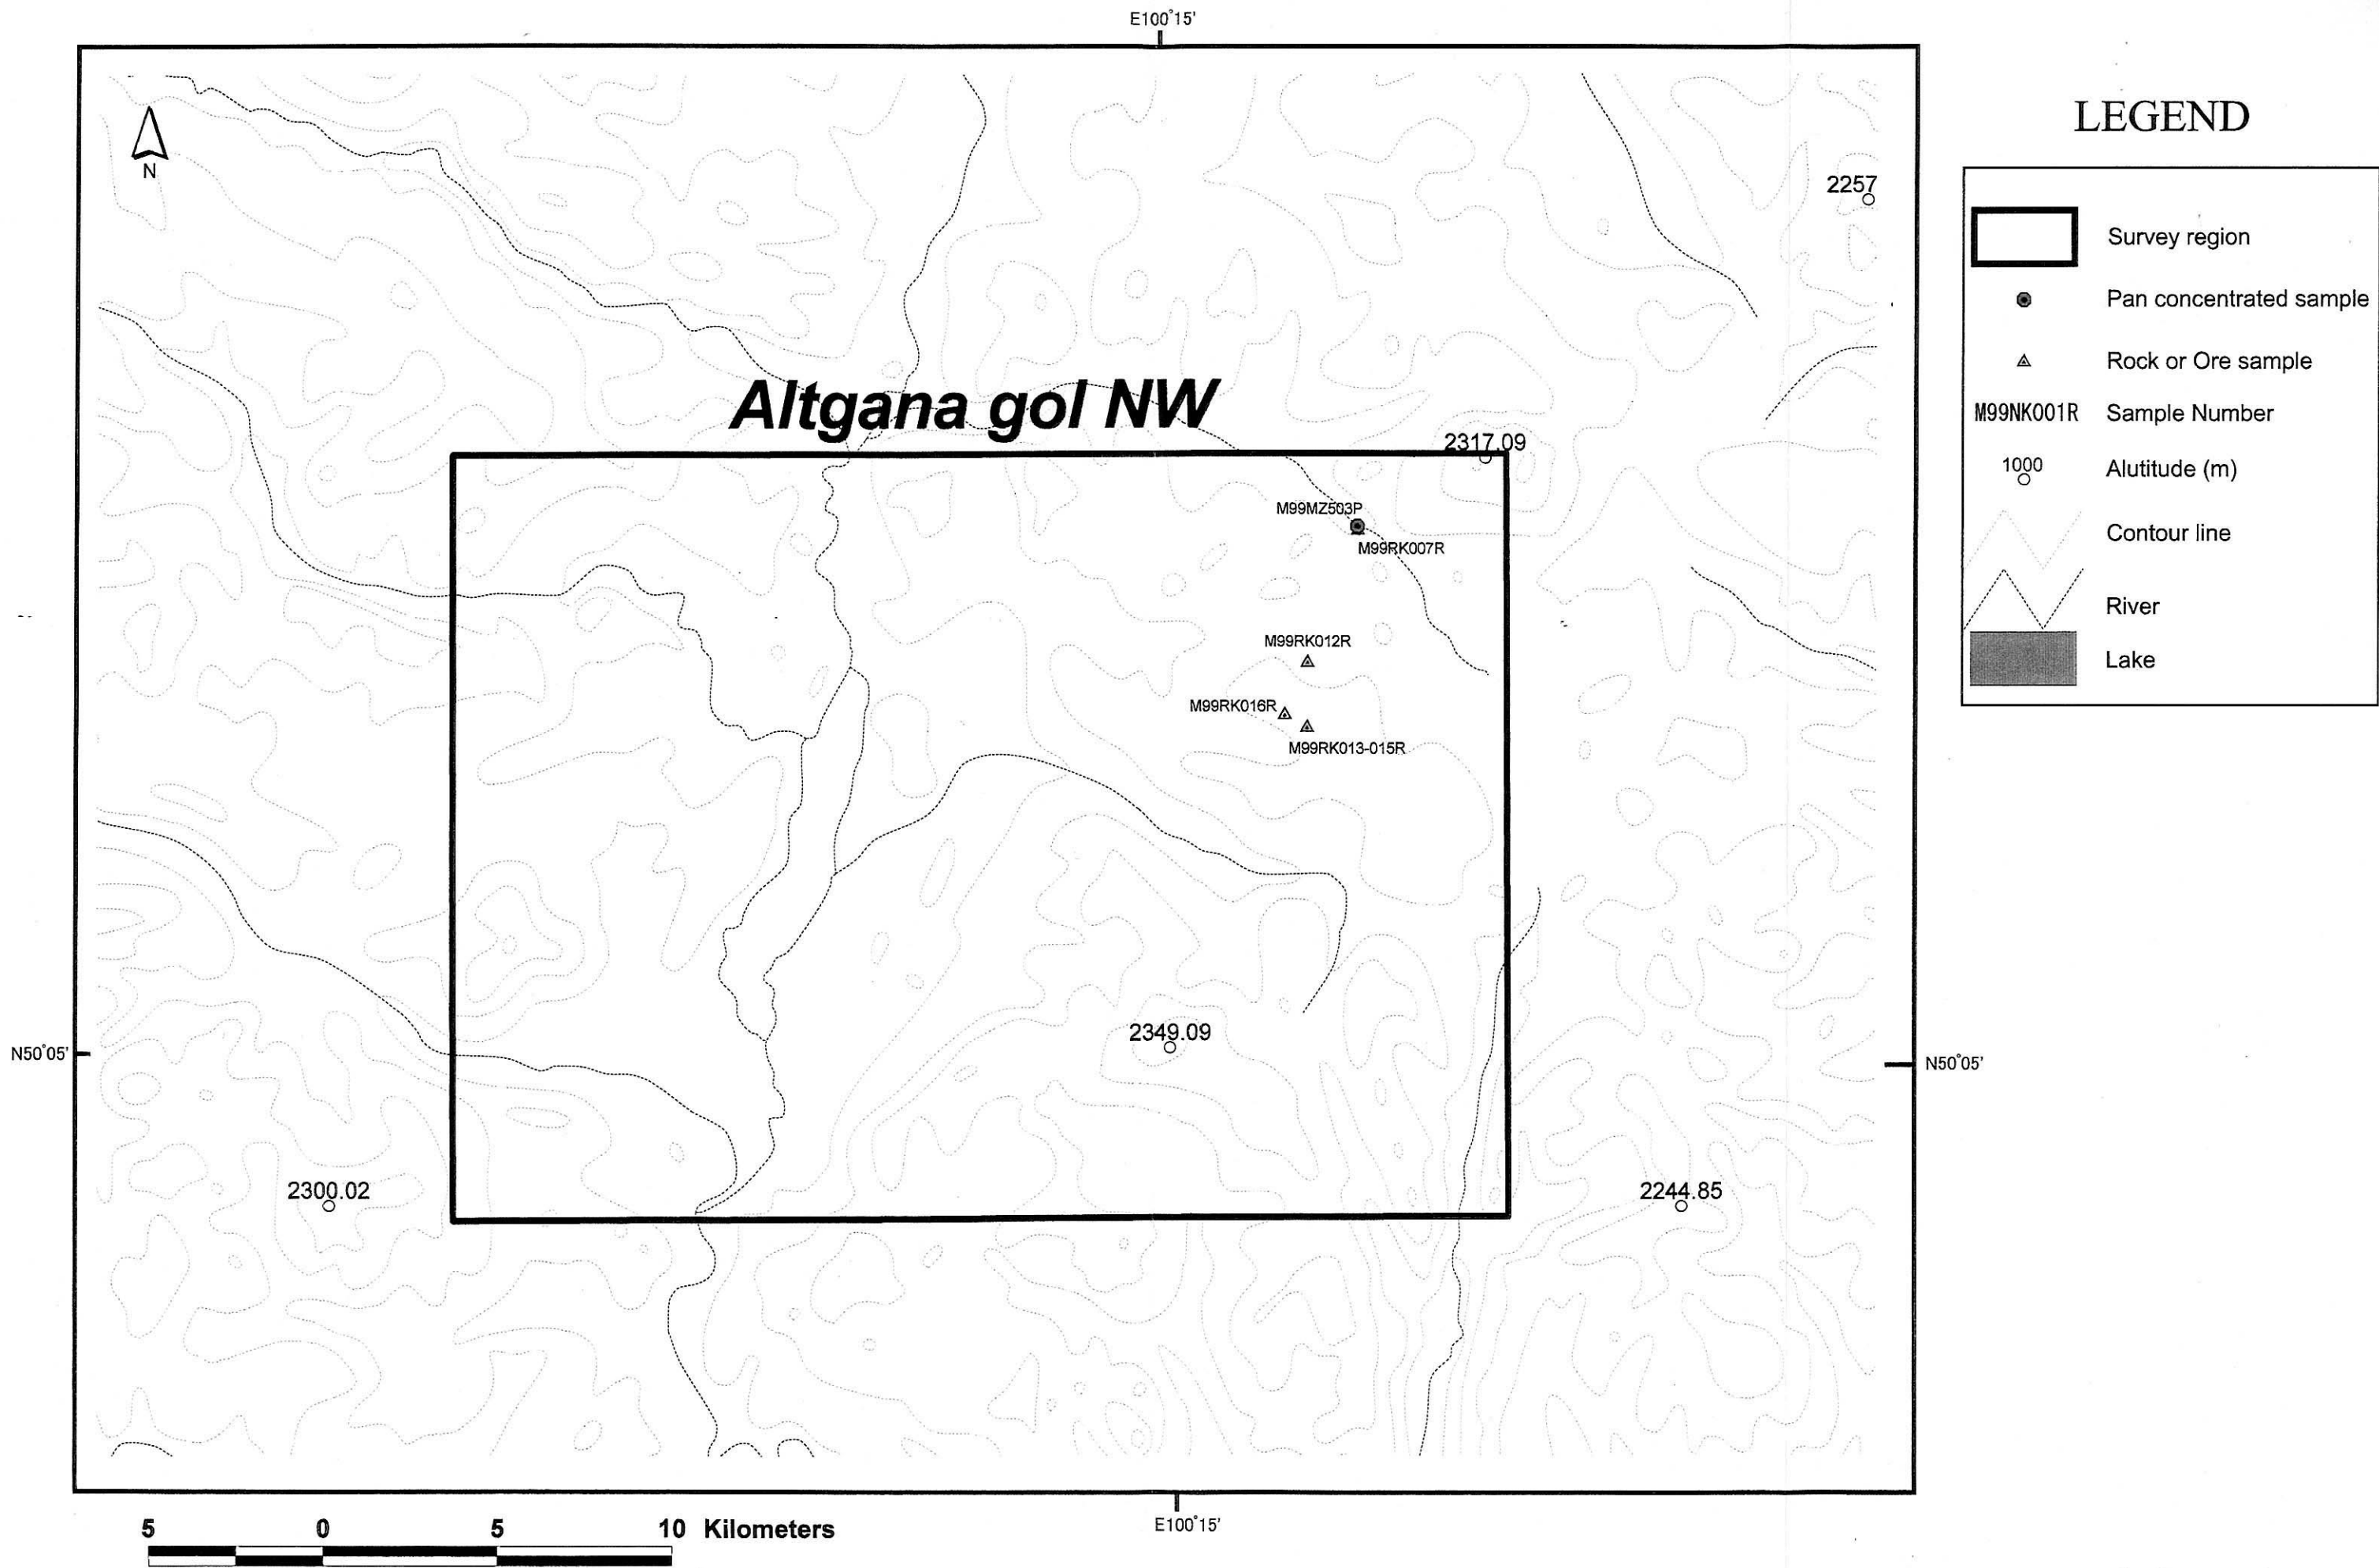 E100°15'
LEGEND
N
2257
Survey region
Pan concentrated sample
Rock or Ore sample
M99NK001R Sample Number
1000
Alutitude (m)
Contour line
River
Lake
Altgana gol NW
2317.09
M99MZ503P
M99RK007R
M99RK012R
M99RK016R
M99RK013-015R
N50°05'
2349.09
N50°05'
2300.02
2244.85
5 0 5 10 Kilometers
E100°15'